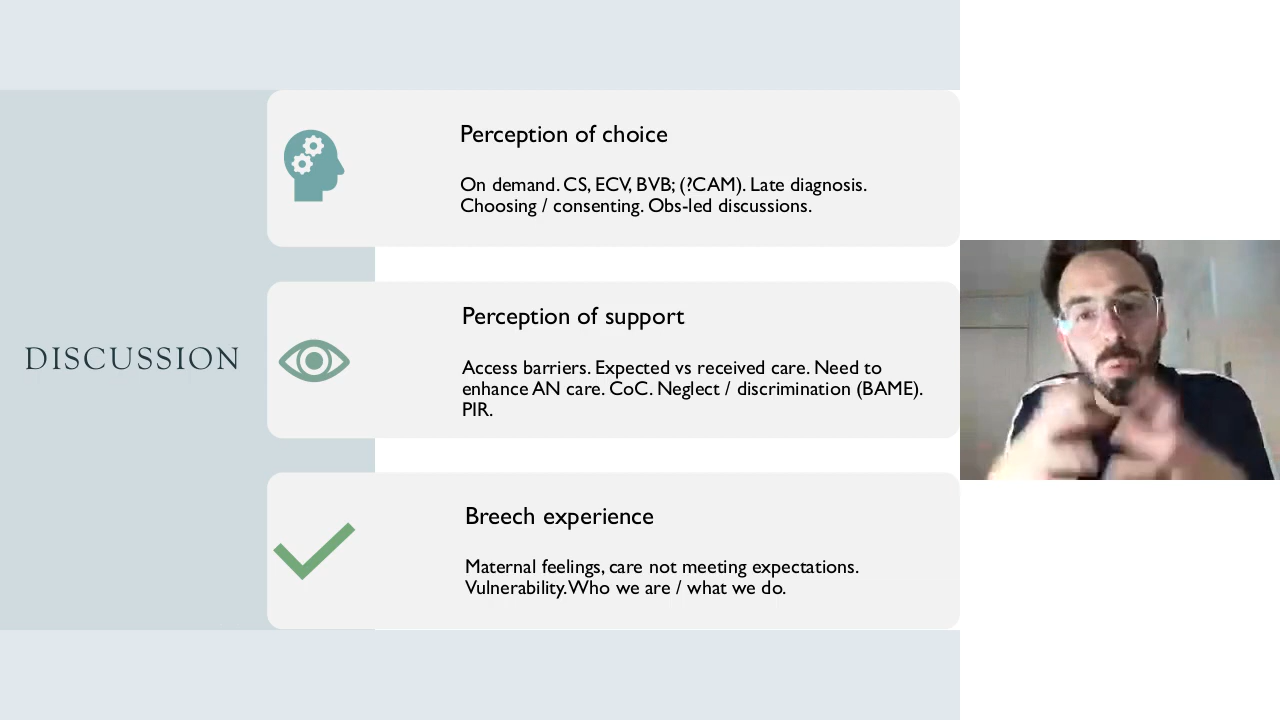 DISCUSSION
Perception of choice
On demand. CS, ECV, BVB; (?CAM). Late diagnosis.
Choosing / consenting. Obs-led discussions.
Perception of support
Access barriers. Expected vs received care. Need to
enhance AN care. CoC. Neglect / discrimination (BAME).
PIR.
Breech experience
Maternal feelings, care not meeting expectations.
Vulnerability. Who we are / what we do.